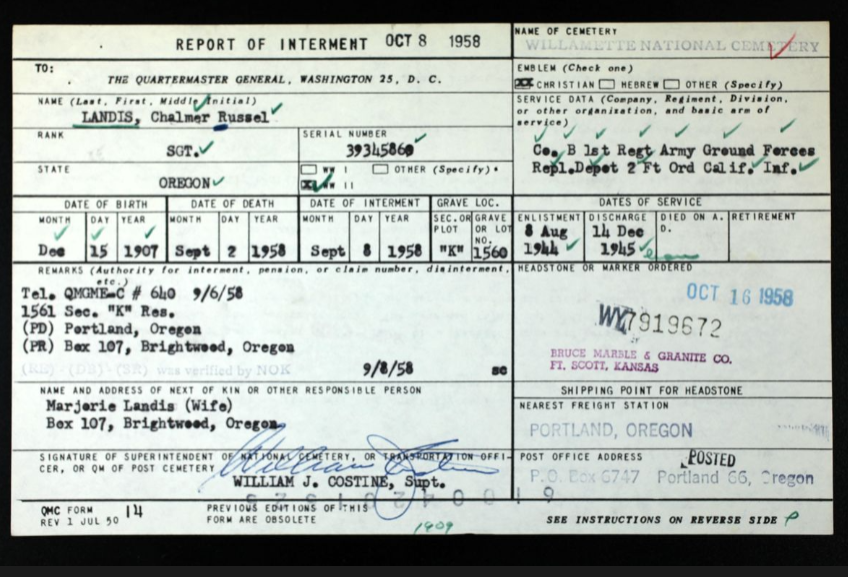 REPORT OF INTERMENT OCT 8 1958
NAME OF CEMETERY
WILLAMETTE NATIONAL CEMETERY
TO:
THE QUARTERMASTER GENERAL, WASHINGTON 25, D. C.
EMBLEM (Check one)
CHRISTIAN HEBREW OTHER (Specify)
NAME (Last, First, Middle Initial)
LANDIS, Chalmer Russel
SERVICE DATA (Company, Regiment, Division,
or other organization, and basic arm of
service)
RANK
SGT.
SERIAL NUMBER
39345860
Co. B 1st Regt Army Ground Forces
Repl.Depot 2 Ft Ord Calif. Inf.
STATE
OREGON
WW I OTHER (Specify)
WW II
DATE OF BIRTH DATE OF DEATH DATE OF INTERMENT GRAVE LOC. DATES OF SERVICE
MONTH DAY YEAR MONTH DAY YEAR MONTH DAY YEAR SEC. OR PLOT GRAVE OR LOT NO. ENLISTMENT DISCHARGE DIED ON A. D. RETIREMENT
Dec 15 1907 Sept 2 1958 Sept 8 1958 "K" 1560 8 Aug 1944 14 Dec 1945
REMARKS (Authority for interment, pension, or claim number, disinterment,
etc.)
HEADSTONE OR MARKER ORDERED
Tel. QMGME-C # 640 9/6/58
1561 Sec. "K" Res.
(PD) Portland, Oregon
(PR) Box 107, Brightwood, Oregon
was verified by NOK 9/8/58 sc
OCT 16 1958
7919672
BRUCE MARBLE & GRANITE CO.
FT. SCOTT, KANSAS
NAME AND ADDRESS OF NEXT OF KIN OR OTHER RESPONSIBLE PERSON
Marjorie Landis (Wife)
Box 107, Brightwood, Oregon
SHIPPING POINT FOR HEADSTONE
NEAREST FREIGHT STATION
PORTLAND, OREGON
SIGNATURE OF SUPERINTENDENT OF NATIONAL CEMETERY, OR TRANSPORTATION OFFI-
CER, OR QM OF POST CEMETERY
WILLIAM J. COSTINE, Supt.
POST OFFICE ADDRESS
POSTED
P.O. Box 6747 Portland 66, Oregon
QMC FORM 14
REV 1 JUL 50
PREVIOUS EDITIONS OF THIS
FORM ARE OBSOLETE
1909
SEE INSTRUCTIONS ON REVERSE SIDE